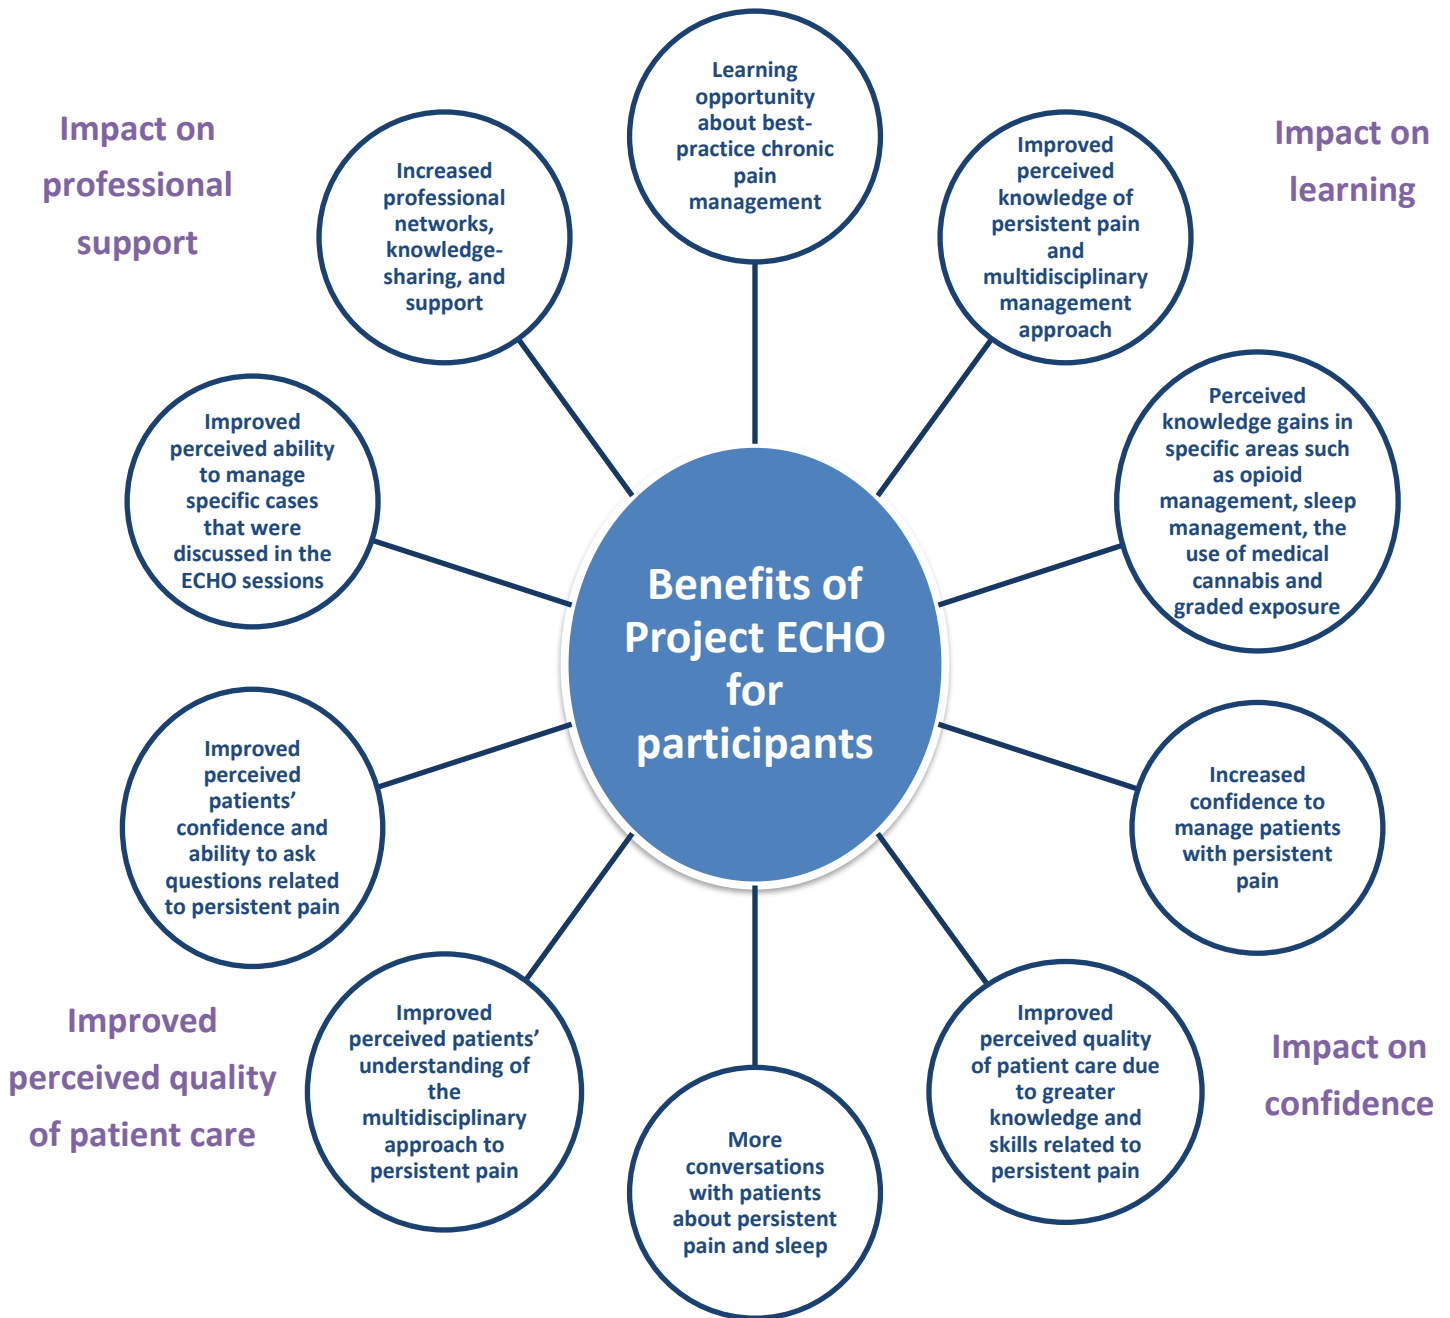 Impact on
professional
support
Increased
professional
networks,
knowledge-
sharing, and
support
Learning
opportunity
about best-
practice chronic
pain
management
Improved
perceived
knowledge of
persistent pain
and
multidisciplinary
management
approach
Impact on
learning
Improved
perceived ability
to manage
specific cases
that were
discussed in the
ECHO sessions
Perceived
knowledge gains in
specific areas such
as opioid
management, sleep
management, the
use of medical
cannabis and
graded exposure
Benefits of
Project ECHO
for
participants
Improved
perceived
patients’
confidence and
ability to ask
questions related
to persistent pain
Increased
confidence to
manage patients
with persistent
pain
Improved
perceived quality
of patient care
Improved
perceived patients’
understanding of
the
multidisciplinary
approach to
persistent pain
More
conversations
with patients
about persistent
pain and sleep
Improved
perceived quality
of patient care due
to greater
knowledge and
skills related to
persistent pain
Impact on
confidence